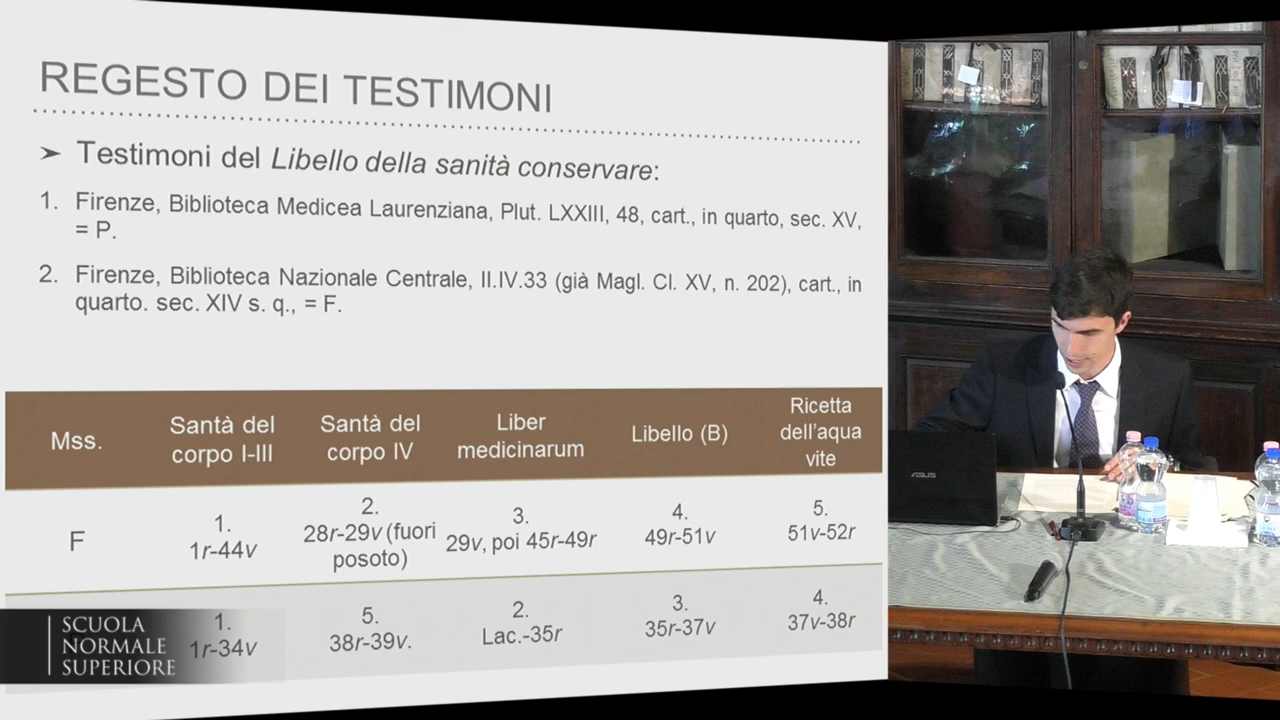 REGESTO DEI TESTIMONI
➤ Testimoni del Libello della sanità conservare:
1. Firenze, Biblioteca Medicea Laurenziana, Plut. LXXIII, 48, cart., in quarto, sec. XV,
= P.
2. Firenze, Biblioteca Nazionale Centrale, II.IV.33 (già Magl. Cl. XV, n. 202), cart., in
quarto. sec. XIV s. q., = F.
Mss.
Santà del
corpo I-III
Santà del
corpo IV
Liber
medicinarum
Libello (B)
Ricetta
dell'aqua
vite
F
1.
1r-44v
2.
28r-29v (fuori
posoto)
3.
29v, poi 45r-49r
4.
49r-51v
5.
51v-52r
1.
1r-34v
5.
38r-39v.
2.
Lac.-35r
3.
35r-37v
4.
37v-38r
SCUOLA
NORMALE
SUPERIORE
ASUS